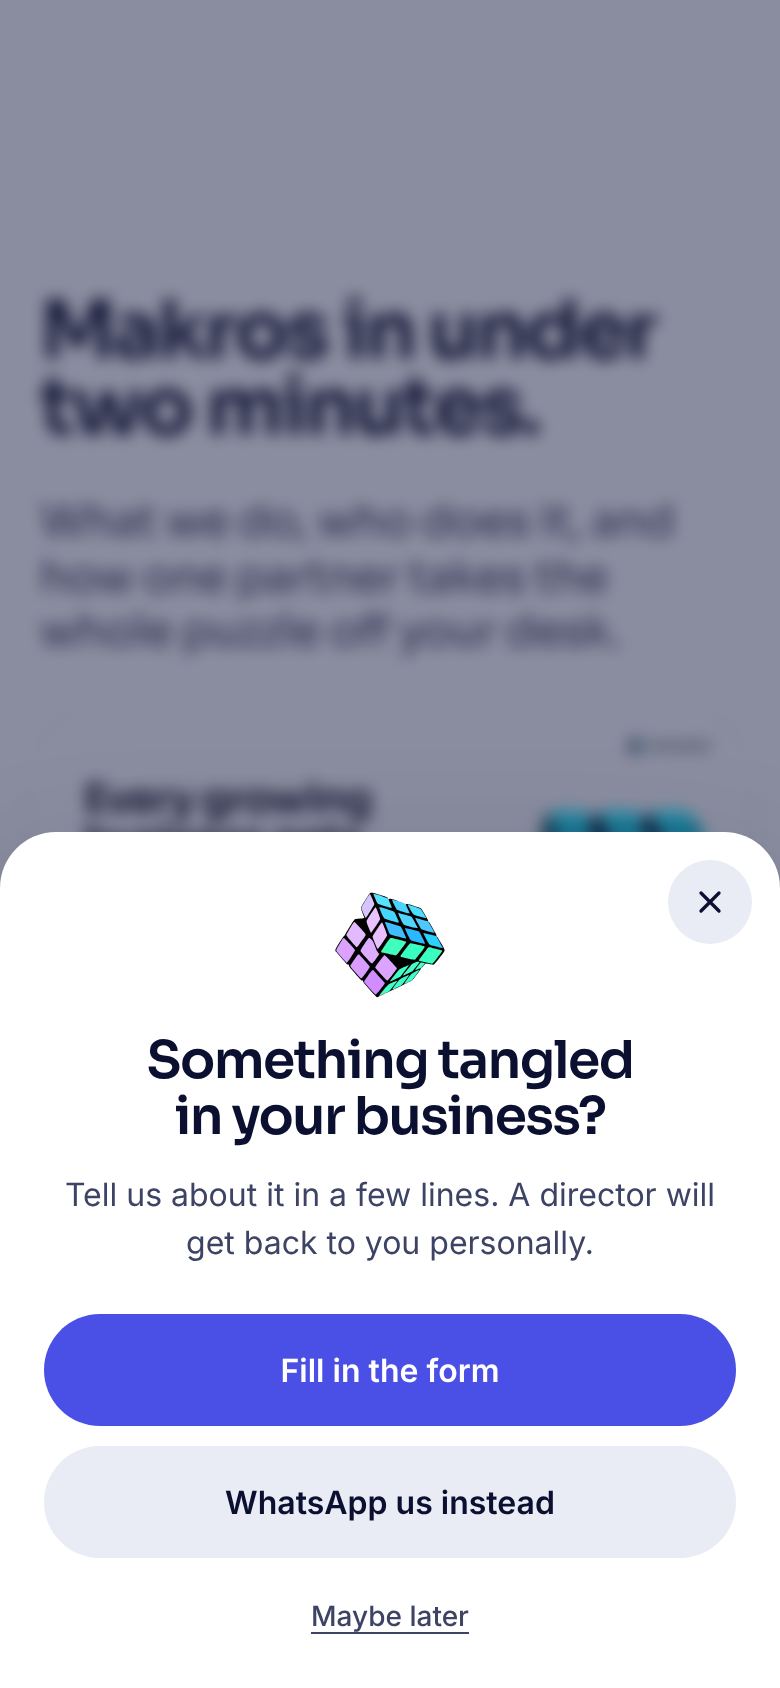 Makros in under
two minutes.
What we do, who does it, and
how one partner takes the
whole puzzle off your desk.
Every growing
Something tangled
in your business?
Tell us about it in a few lines. A director will
get back to you personally.
Fill in the form
WhatsApp us instead
Maybe later